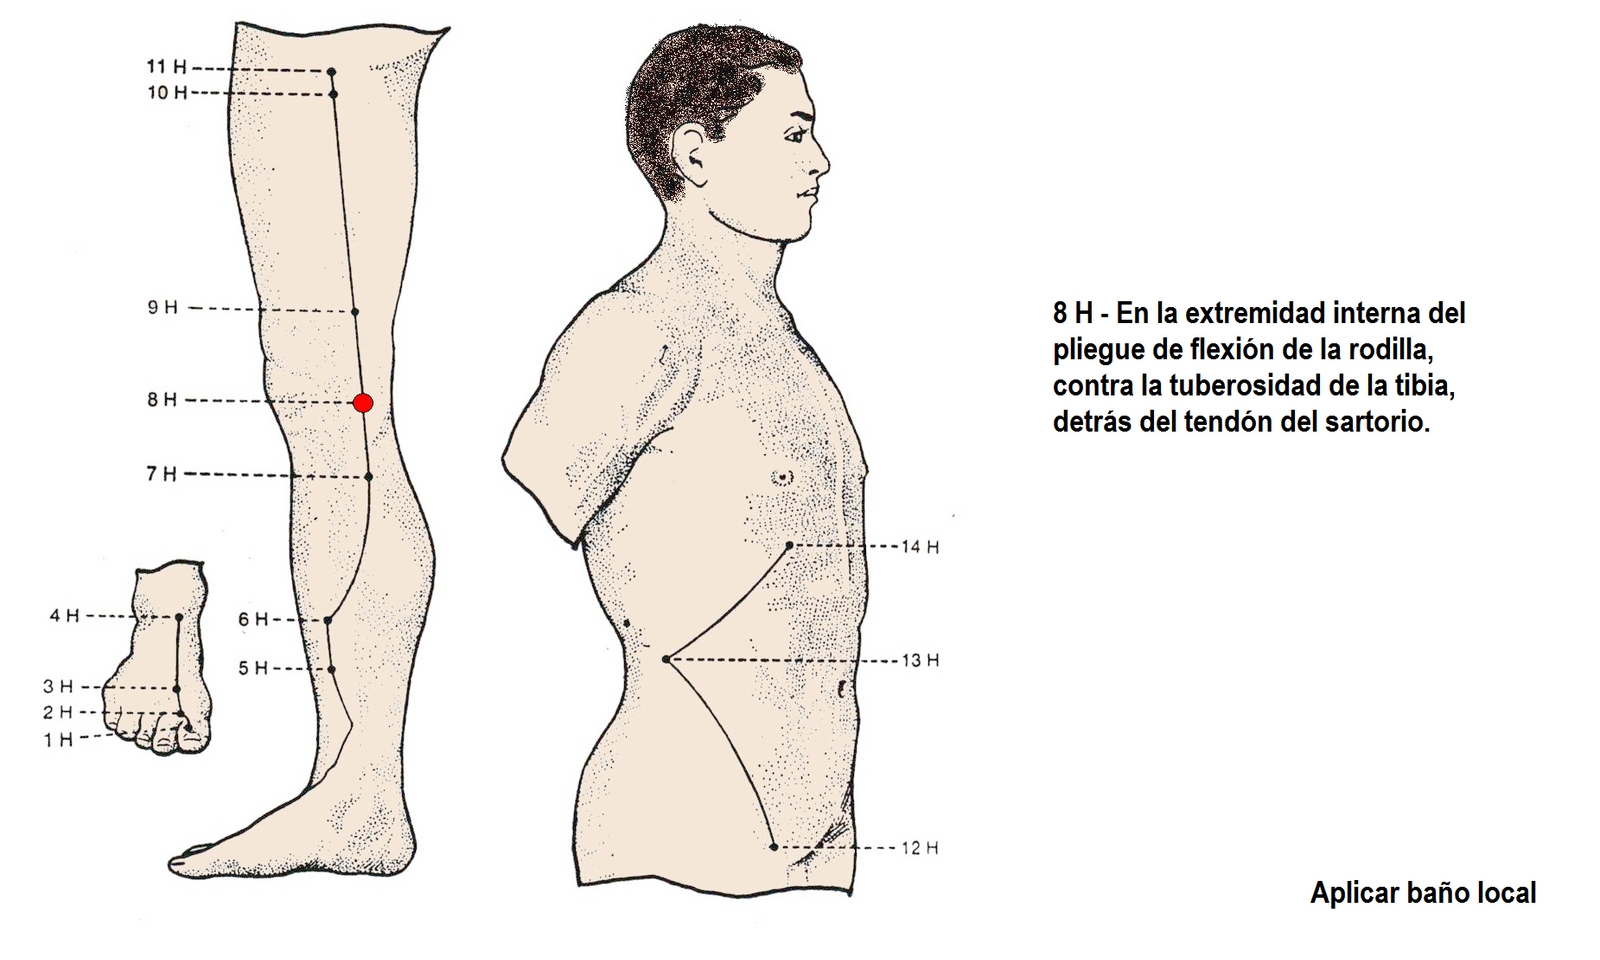 11 H
10 H
9 H
8 H
7 H
6 H
5 H
4 H
3 H
2 H
1 H
14 H
13 H
12 H
8 H - En la extremidad interna del
pliegue de flexión de la rodilla,
contra la tuberosidad de la tibia,
detrás del tendón del sartorio.
Aplicar baño local